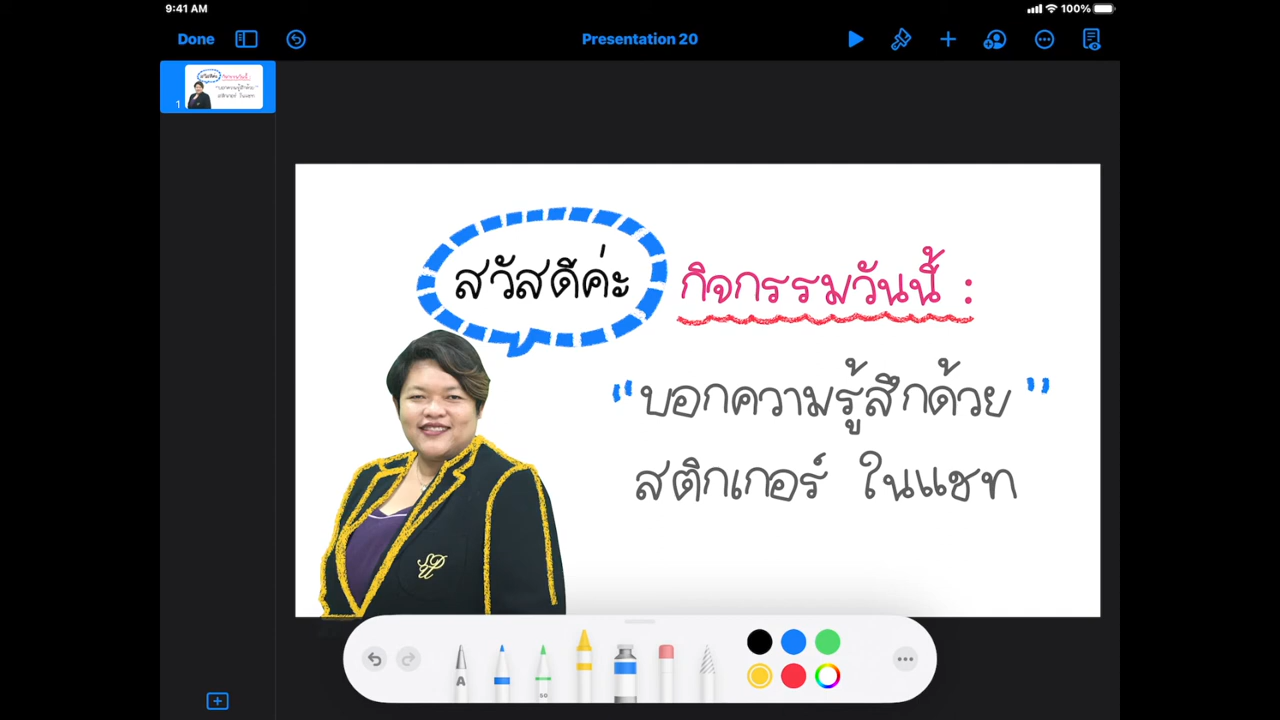 9:41 AM
100%
Done
Presentation 20
1
สวัสดีค่ะ
กิจกรรมวันนี้ :
"บอกความรู้สึกด้วย"
สติกเกอร์ ในแชท
A
50